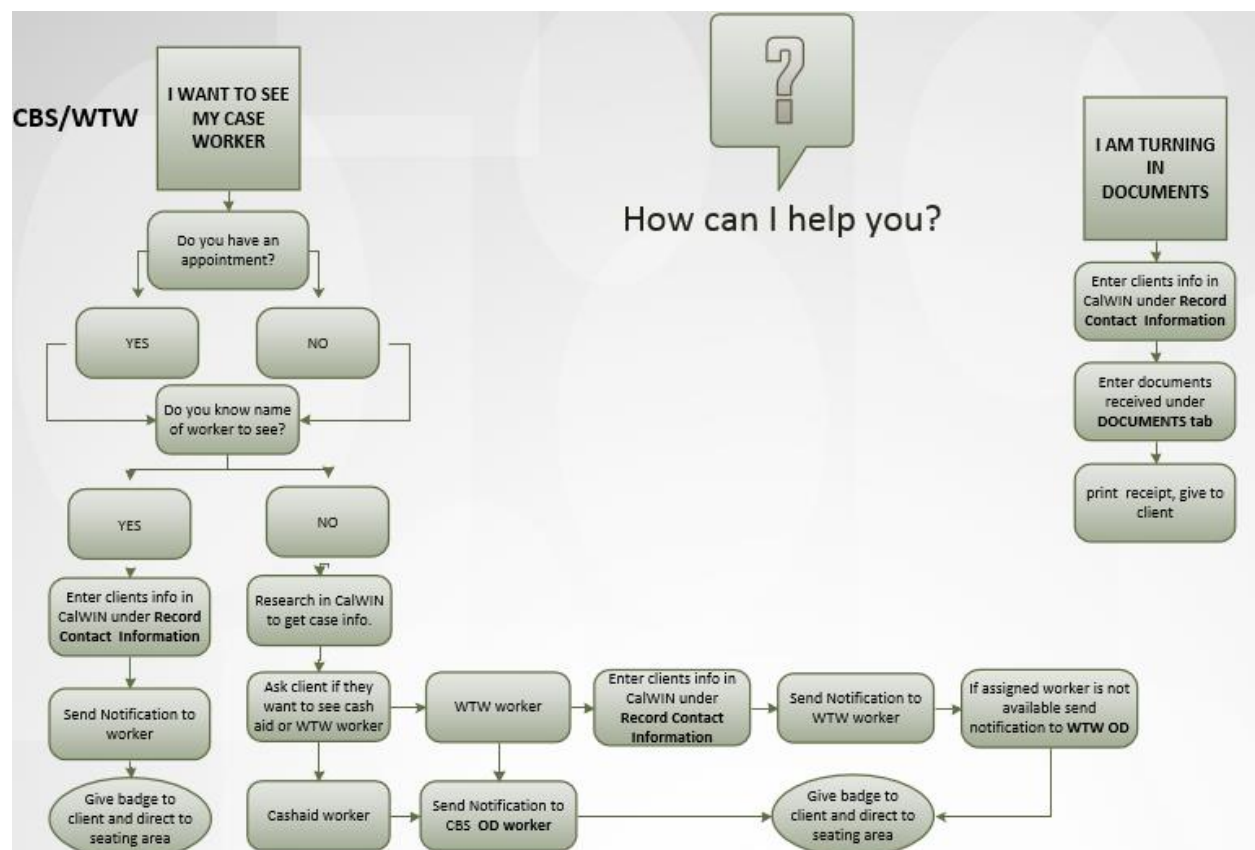 CBS/WTW
I WANT TO SEE
MY CASE
WORKER
?
How can I help you?
I AM TURNING
IN
DOCUMENTS
Do you have an
appointment?
YES
NO
Do you know name
of worker to see?
YES
NO
Enter clients info in
CalWIN under Record
Contact Information
Send Notification to
worker
Give badge to
client and direct to
seating area
Research in CalWIN
to get case info.
Ask client if they
want to see cash
aid or WTW worker
WTW worker
Enter clients info in
CalWIN under
Record Contact
Information
Send Notification to
WTW worker
If assigned worker is not
available send
notification to WTW OD
Cashaid worker
Send Notification to
CBS OD worker
Give badge to
client and direct to
seating area
Enter clients info in
CalWIN under Record
Contact Information
Enter documents
received under
DOCUMENTS tab
print receipt, give to
client